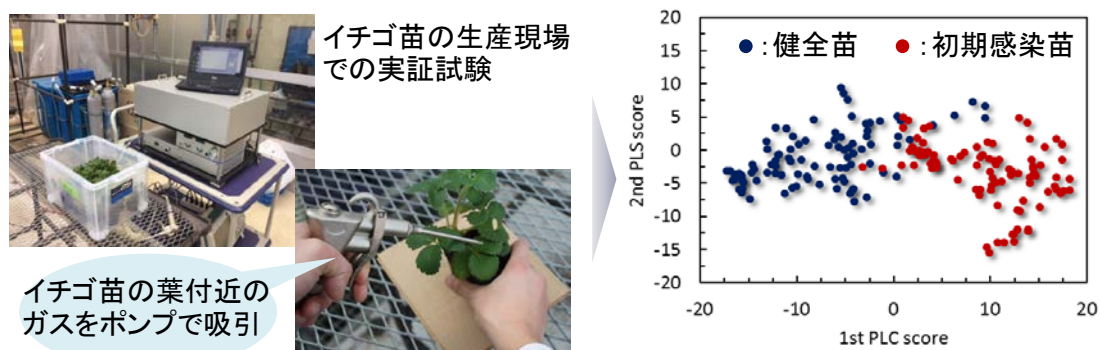 イチゴ苗の生産現場
での実証試験
イチゴ苗の葉付近の
ガスをポンプで吸引
●：健全苗 ●：初期感染苗
2nd PLS score
20
15
10
5
0
-5
-10
-15
-20
-20 -10 0 10 20
1st PLC score